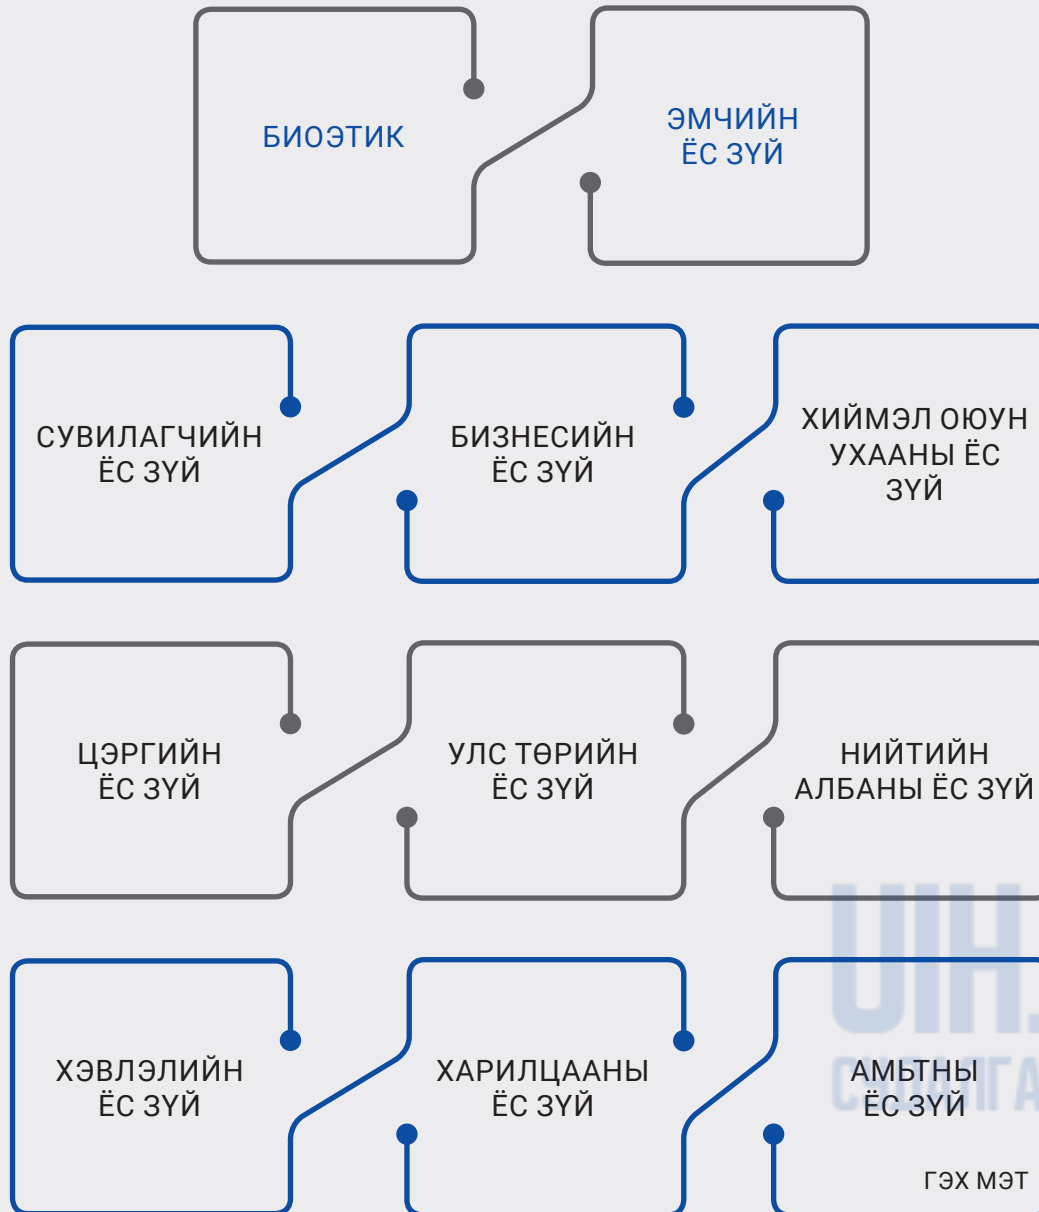 БИОЭТИК
ЭМЧИЙН
ЁС ЗҮЙ
СУВИЛАГЧИЙН
ЁС ЗҮЙ
БИЗНЕСИЙН
ЁС ЗҮЙ
ХИЙМЭЛ ОЮУН
УХААНЫ ЁС
ЗҮЙ
ЦЭРГИЙН
ЁС ЗҮЙ
УЛС ТӨРИЙН
ЁС ЗҮЙ
НИЙТИЙН
АЛБАНЫ ЁС ЗҮЙ
ХЭВЛЭЛИЙН
ЁС ЗҮЙ
ХАРИЛЦААНЫ
ЁС ЗҮЙ
АМЬТНЫ
ЁС ЗҮЙ
ГЭХ МЭТ